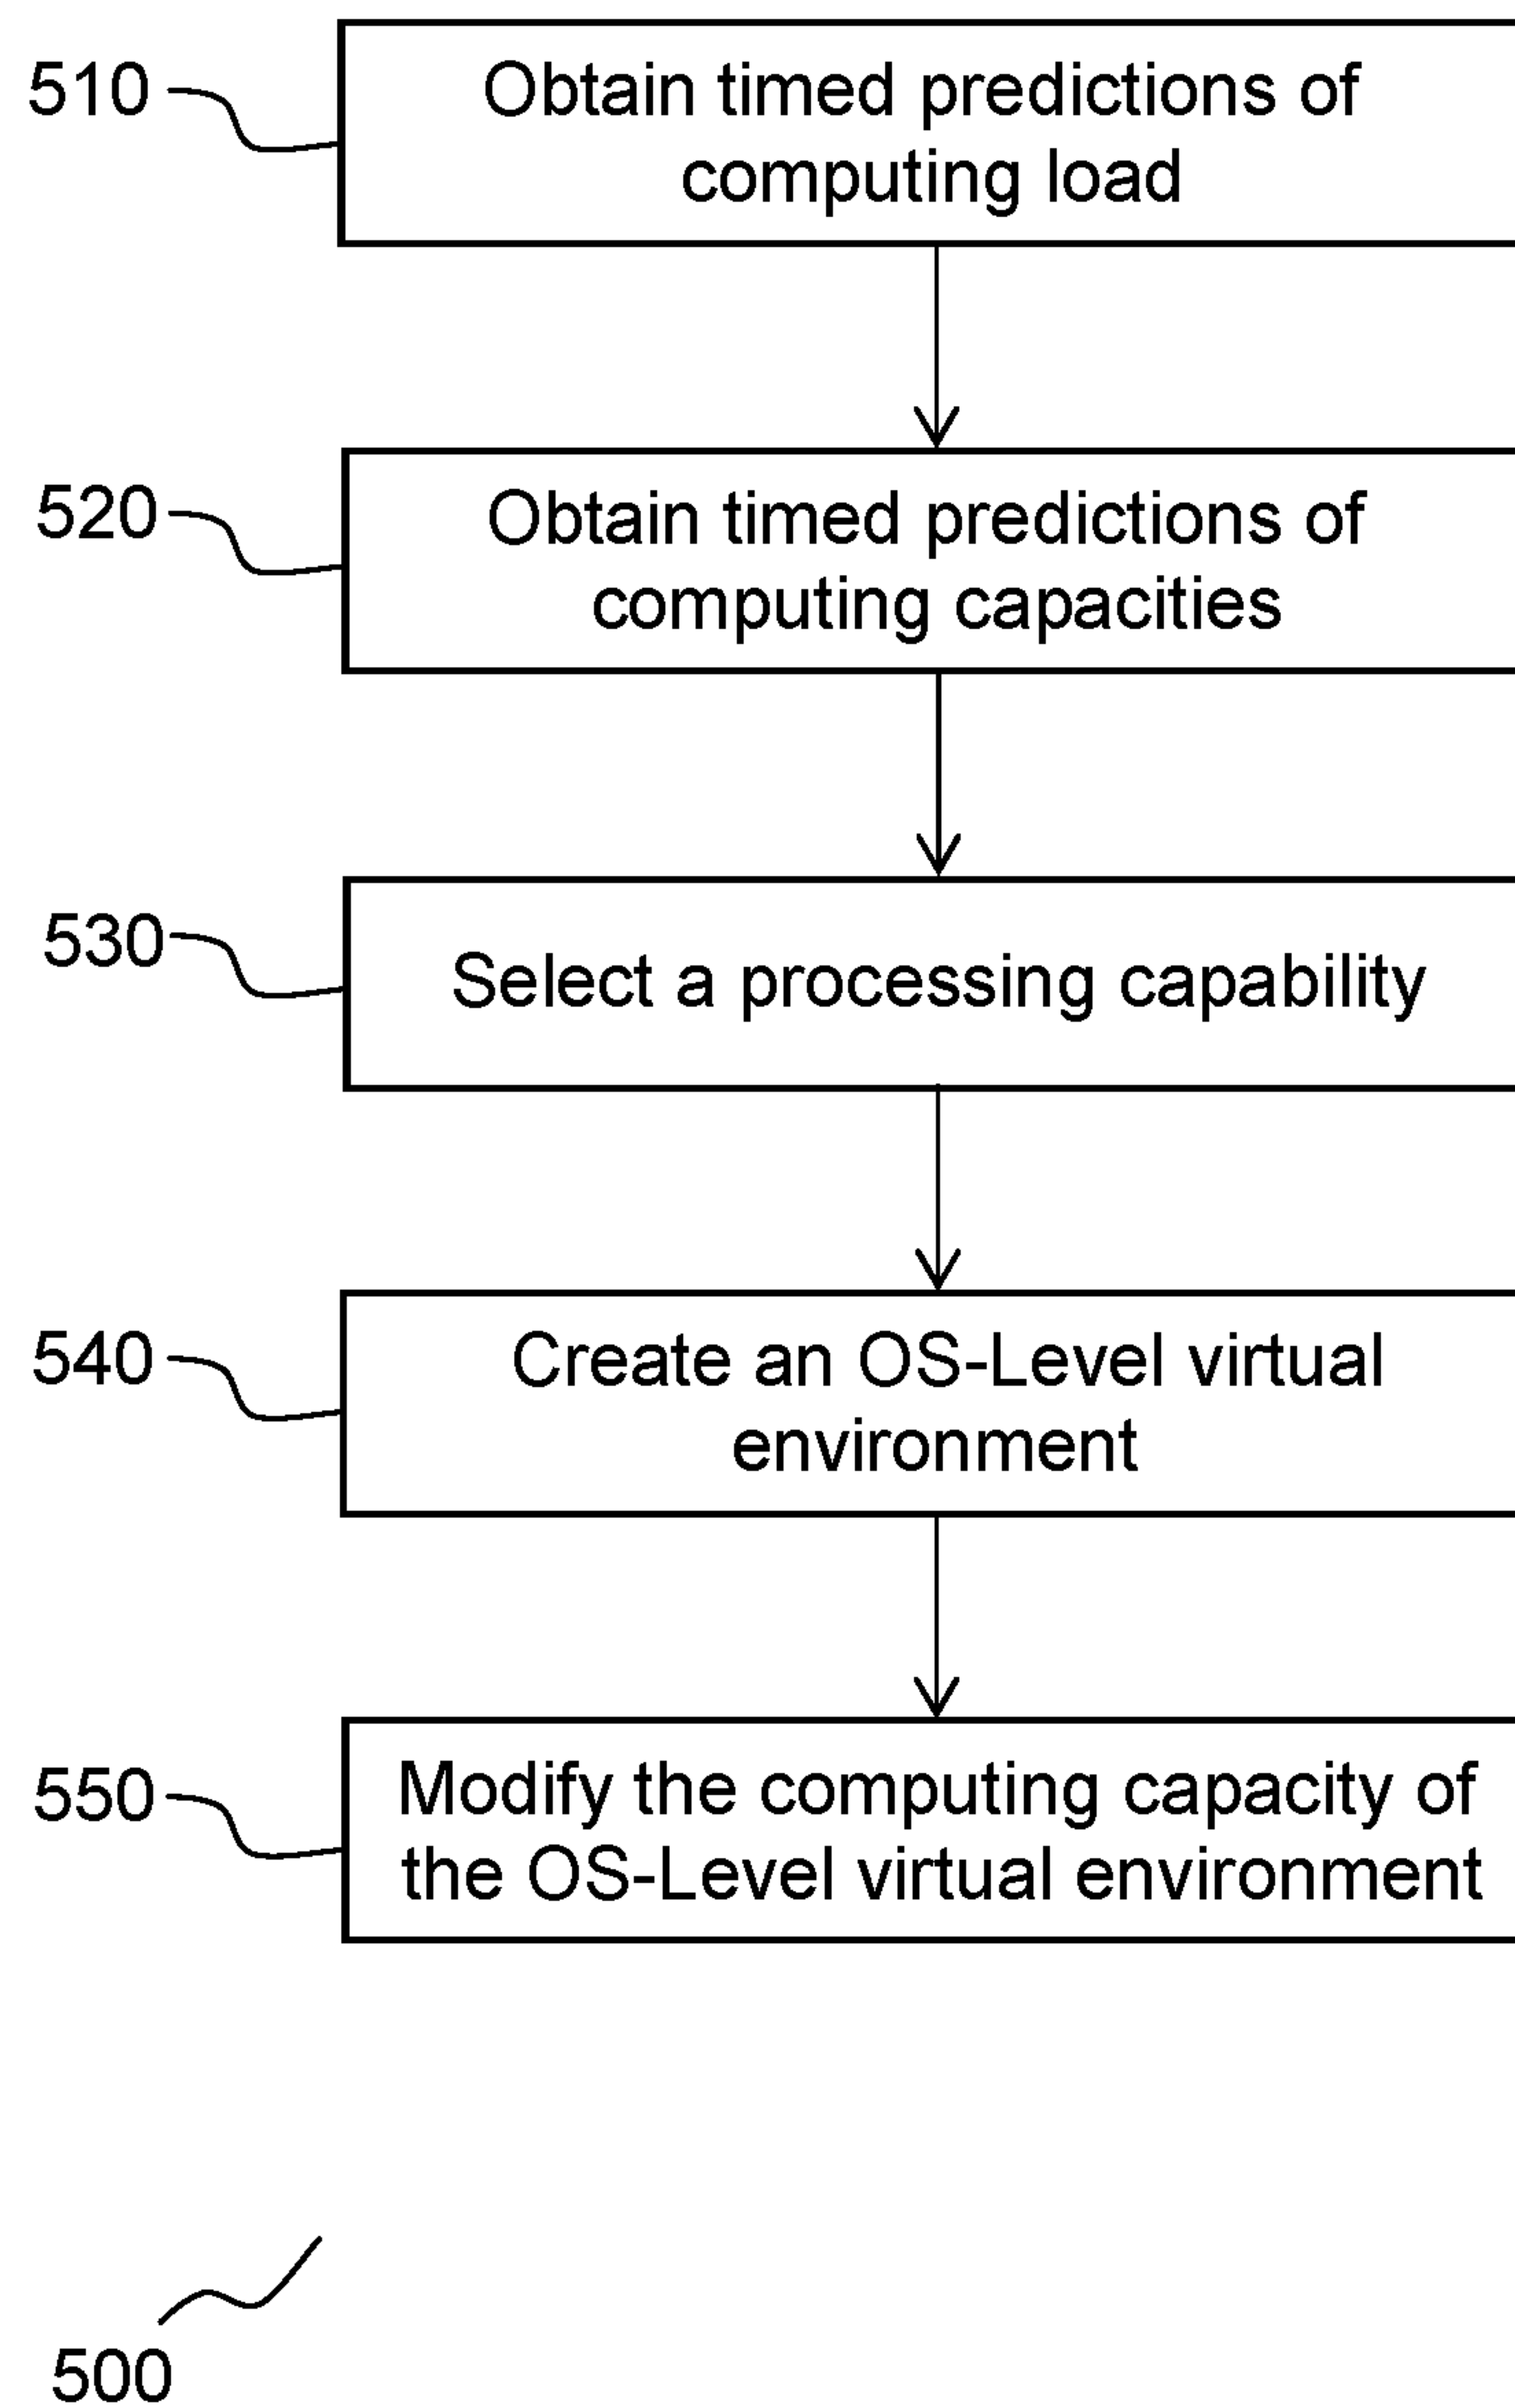 510
Obtain timed predictions of
computing load
520
Obtain timed predictions of
computing capacities
530
Select a processing capability
540
Create an OS-Level virtual
environment
550
Modify the computing capacity of
the OS-Level virtual environment
500